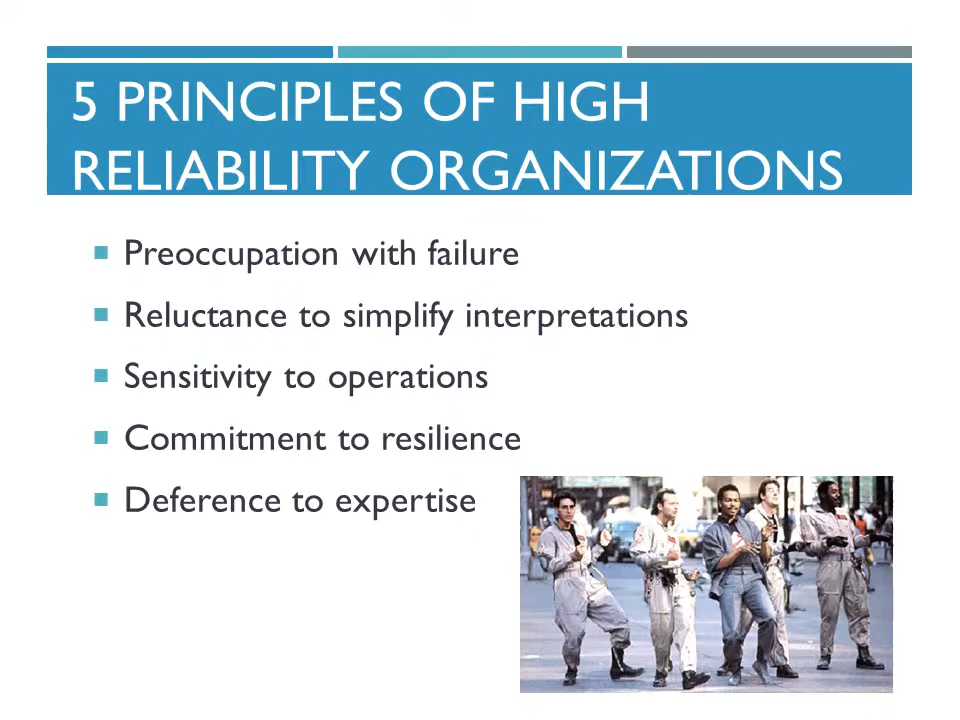 5 PRINCIPLES OF HIGH
RELIABILITY ORGANIZATIONS
Preoccupation with failure
Reluctance to simplify interpretations
Sensitivity to operations
Commitment to resilience
Deference to expertise